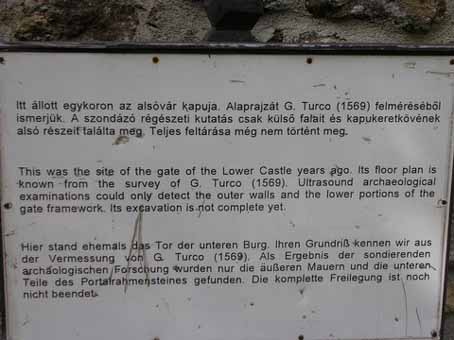 Itt állott egykoron az alsóvár kapuja. Alaprajzát G. Turco (1569) felméréséből
ismerjük. A szondázó régészeti kutatás csak külső falait és kapukeretkövének
alsó részeit találta meg. Teljes feltárása még nem történt meg.
This was the site of the gate of the Lower Castle years ago. Its floor plan is
known from the survey of G. Turco (1569). Ultrasound archaeological
examinations could only detect the outer walls and the lower portions of the
gate framework. Its excavation is not complete yet.
Hier stand ehemals das Tor der unteren Burg. Ihren Grundriß kennen wir aus
der Vermessung von G. Turco (1569). Als Ergebnis der sondierenden
archäologischen Forschung wurden nur die äußeren Mauern und die unteren
Teile des Portalrahmensteines gefunden. Die komplette Freilegung ist noch
nicht beendet.